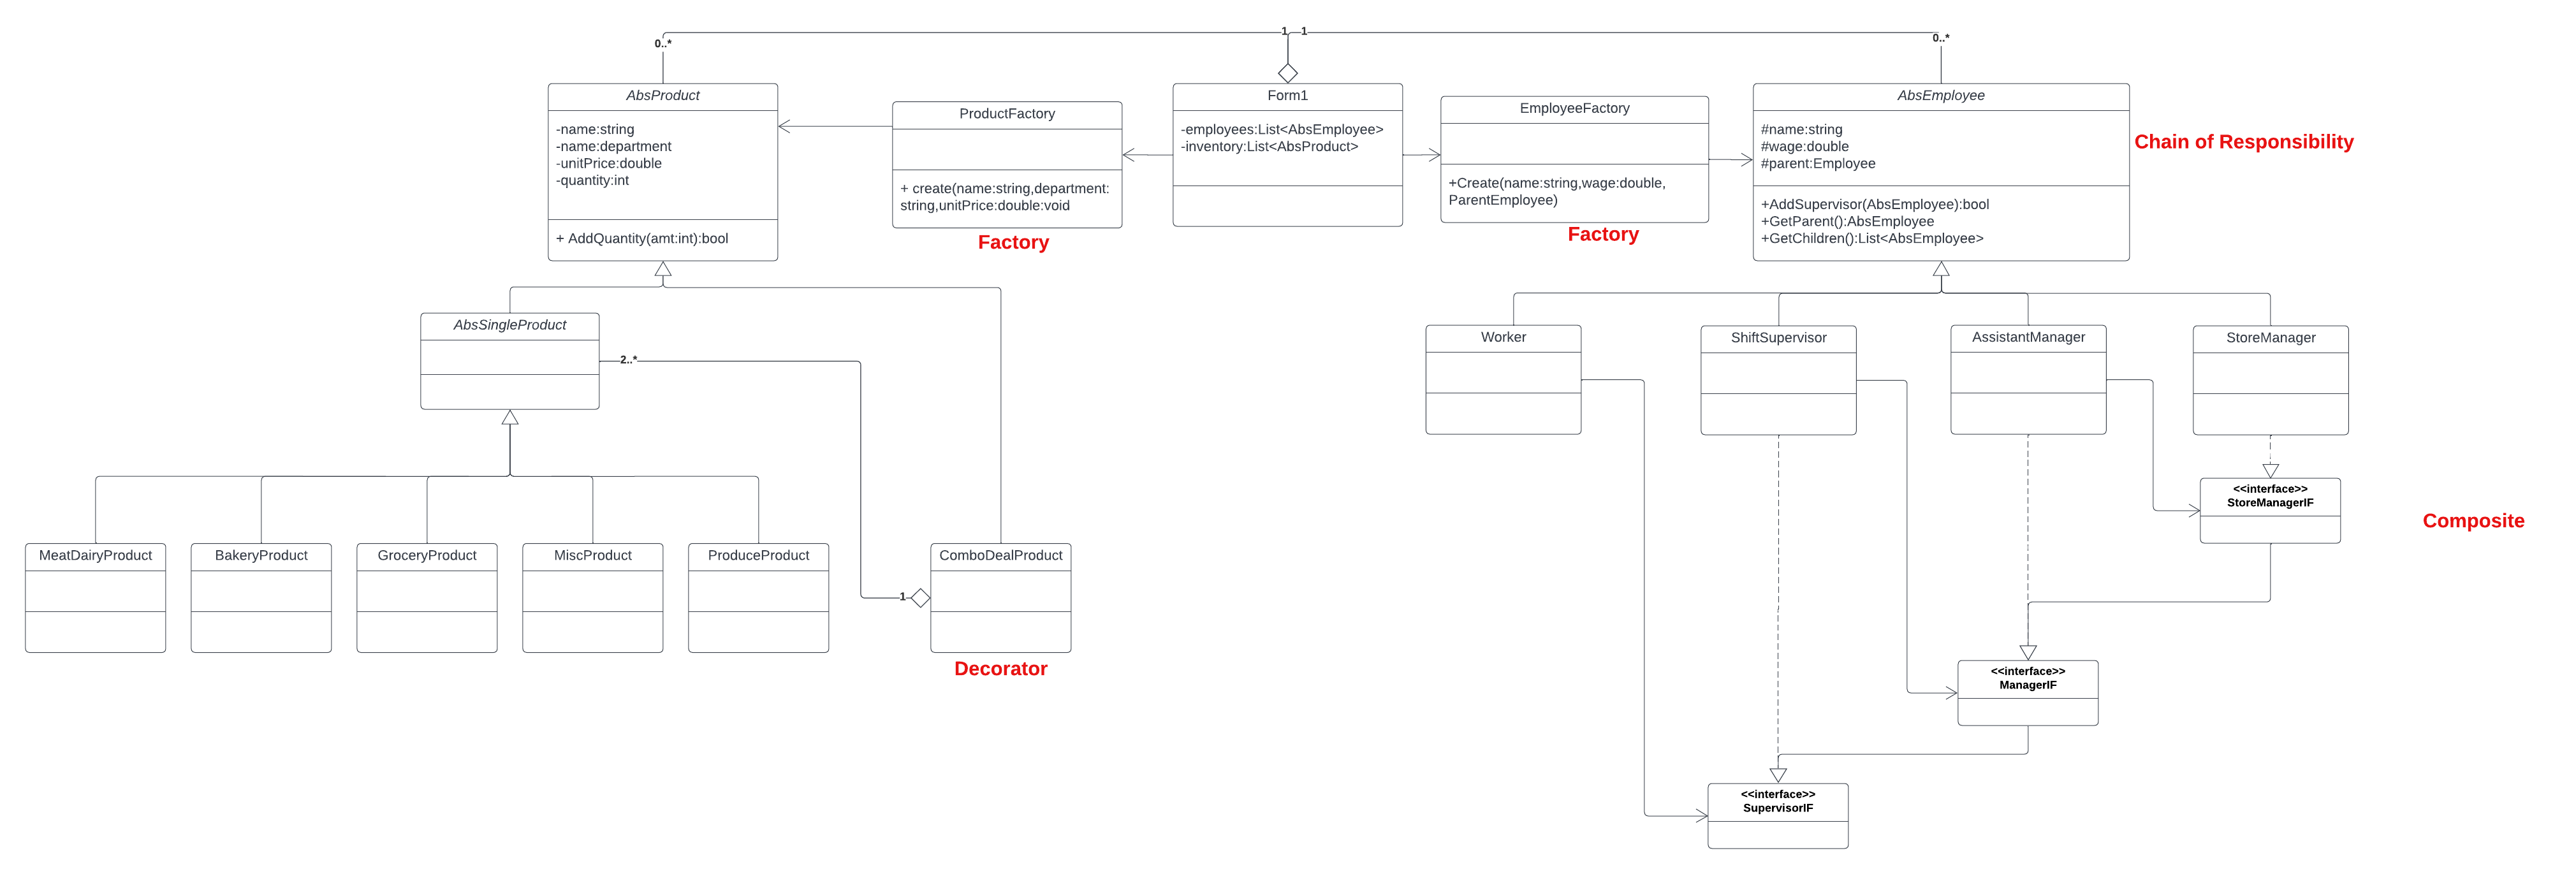 1
1
0..*
0..*
AbsProduct
-name:string
-name:department
-unitPrice:double
-quantity:int
+ AddQuantity(amt:int):bool
ProductFactory
+ create(name:string,department:
string,unitPrice:double:void
Factory
Form1
-employees:List<AbsEmployee>
-inventory:List<AbsProduct>
EmployeeFactory
+Create(name:string,wage:double,
ParentEmployee)
Factory
AbsEmployee
#name:string
#wage:double
#parent:Employee
+AddSupervisor(AbsEmployee):bool
+GetParent():AbsEmployee
+GetChildren():List<AbsEmployee>
Chain of Responsibility
AbsSingleProduct
2..*
Worker
ShiftSupervisor
AssistantManager
StoreManager
<<interface>>
StoreManagerIF
Composite
MeatDairyProduct
BakeryProduct
GroceryProduct
MiscProduct
ProduceProduct
1
ComboDealProduct
Decorator
<<interface>>
ManagerIF
<<interface>>
SupervisorIF